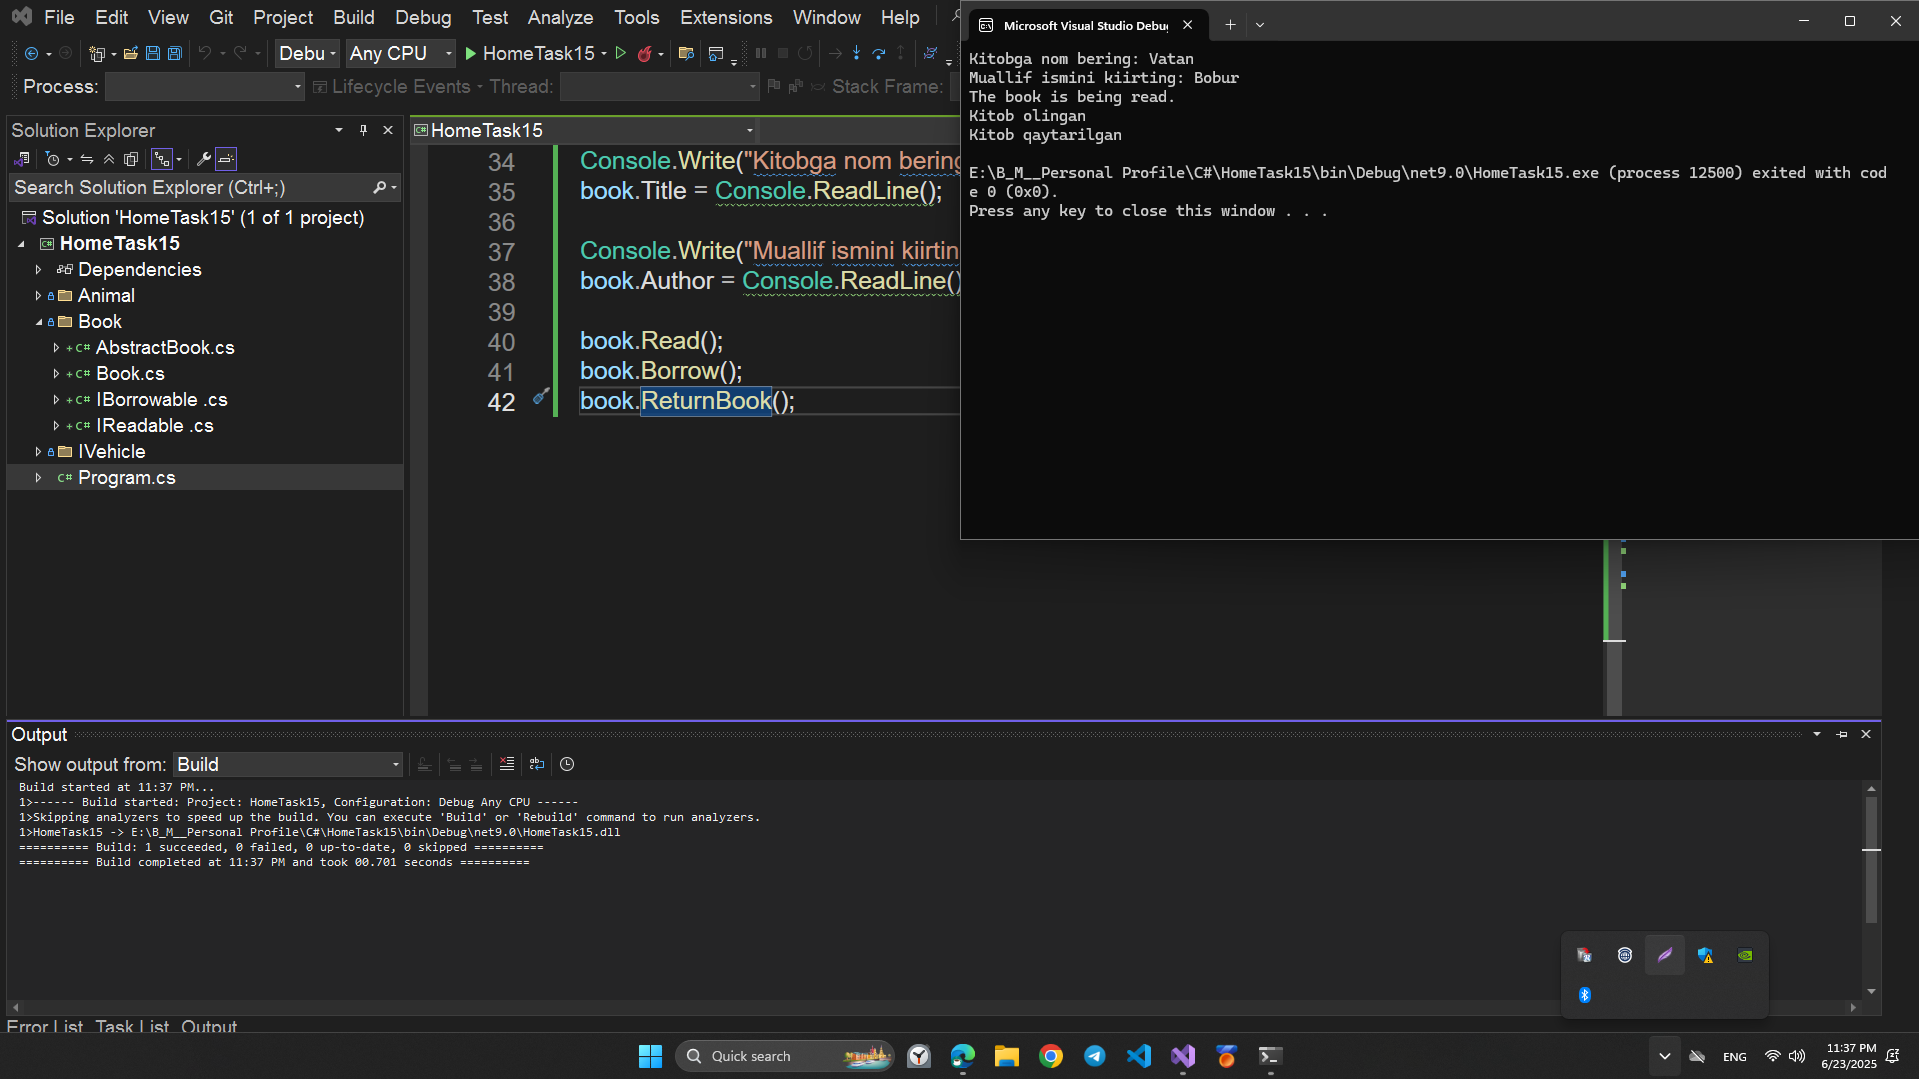 File Edit View Git Project Build Debug Test Analyze Tools Extensions Window Help
Debu Any CPU HomeTask15
Process: Lifecycle Events Thread: Stack Frame:
Solution Explorer
Search Solution Explorer (Ctrl+;)
Solution 'HomeTask15' (1 of 1 project)
HomeTask15
Dependencies
Animal
Book
AbstractBook.cs
Book.cs
IBorrowable .cs
IReadable .cs
IVehicle
Program.cs
HomeTask15
34 Console.Write("Kitobga nom bering
35 book.Title = Console.ReadLine();
36
37 Console.Write("Muallif ismini kiirtin
38 book.Author = Console.ReadLine()
39
40 book.Read();
41 book.Borrow();
42 book.ReturnBook();
Microsoft Visual Studio Debug
Kitobga nom bering: Vatan
Muallif ismini kiirting: Bobur
The book is being read.
Kitob olingan
Kitob qaytarilgan
E:\B_M__Personal Profile\C#\HomeTask15\bin\Debug\net9.0\HomeTask15.exe (process 12500) exited with cod
e 0 (0x0).
Press any key to close this window . . .
Output
Show output from: Build
Build started at 11:37 PM...
1>------ Build started: Project: HomeTask15, Configuration: Debug Any CPU ------
1>Skipping analyzers to speed up the build. You can execute 'Build' or 'Rebuild' command to run analyzers.
1>HomeTask15 -> E:\B_M__Personal Profile\C#\HomeTask15\bin\Debug\net9.0\HomeTask15.dll
========== Build: 1 succeeded, 0 failed, 0 up-to-date, 0 skipped ==========
========== Build completed at 11:37 PM and took 00.701 seconds ==========
Error List Task List Output
Quick search
ENG
11:37 PM
6/23/2025